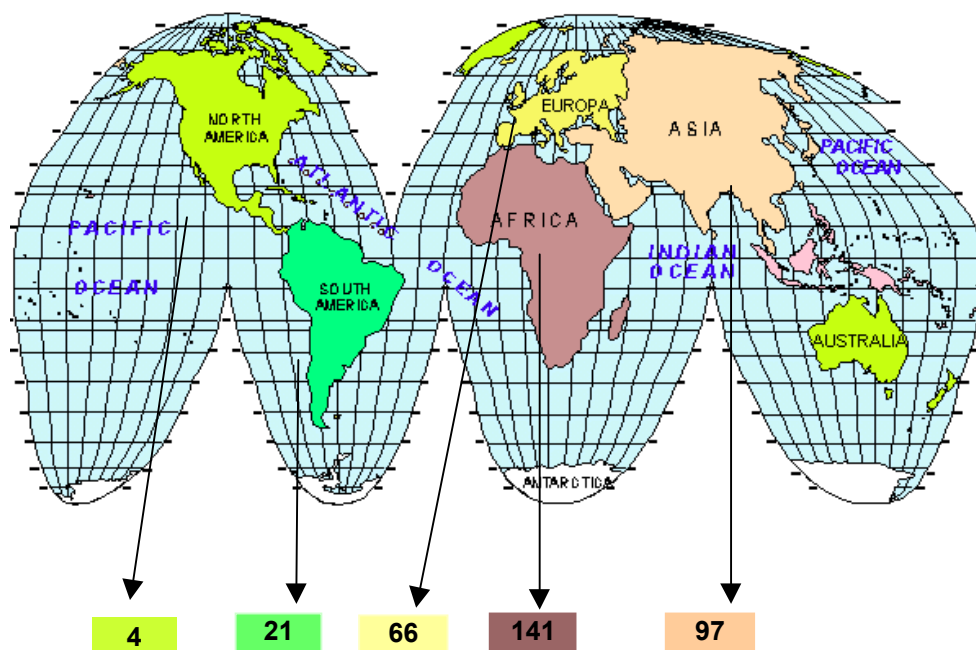 NORTH
AMERICA
EUROPA
ASIA
PACIFIC
OCEAN
ATLANTIC
AFRICA
PACIFIC
INDIAN
OCEAN
OCEAN
OCEAN
SOUTH
AMERICA
AUSTRALIA
ANTARCTICA
4
21
66
141
97